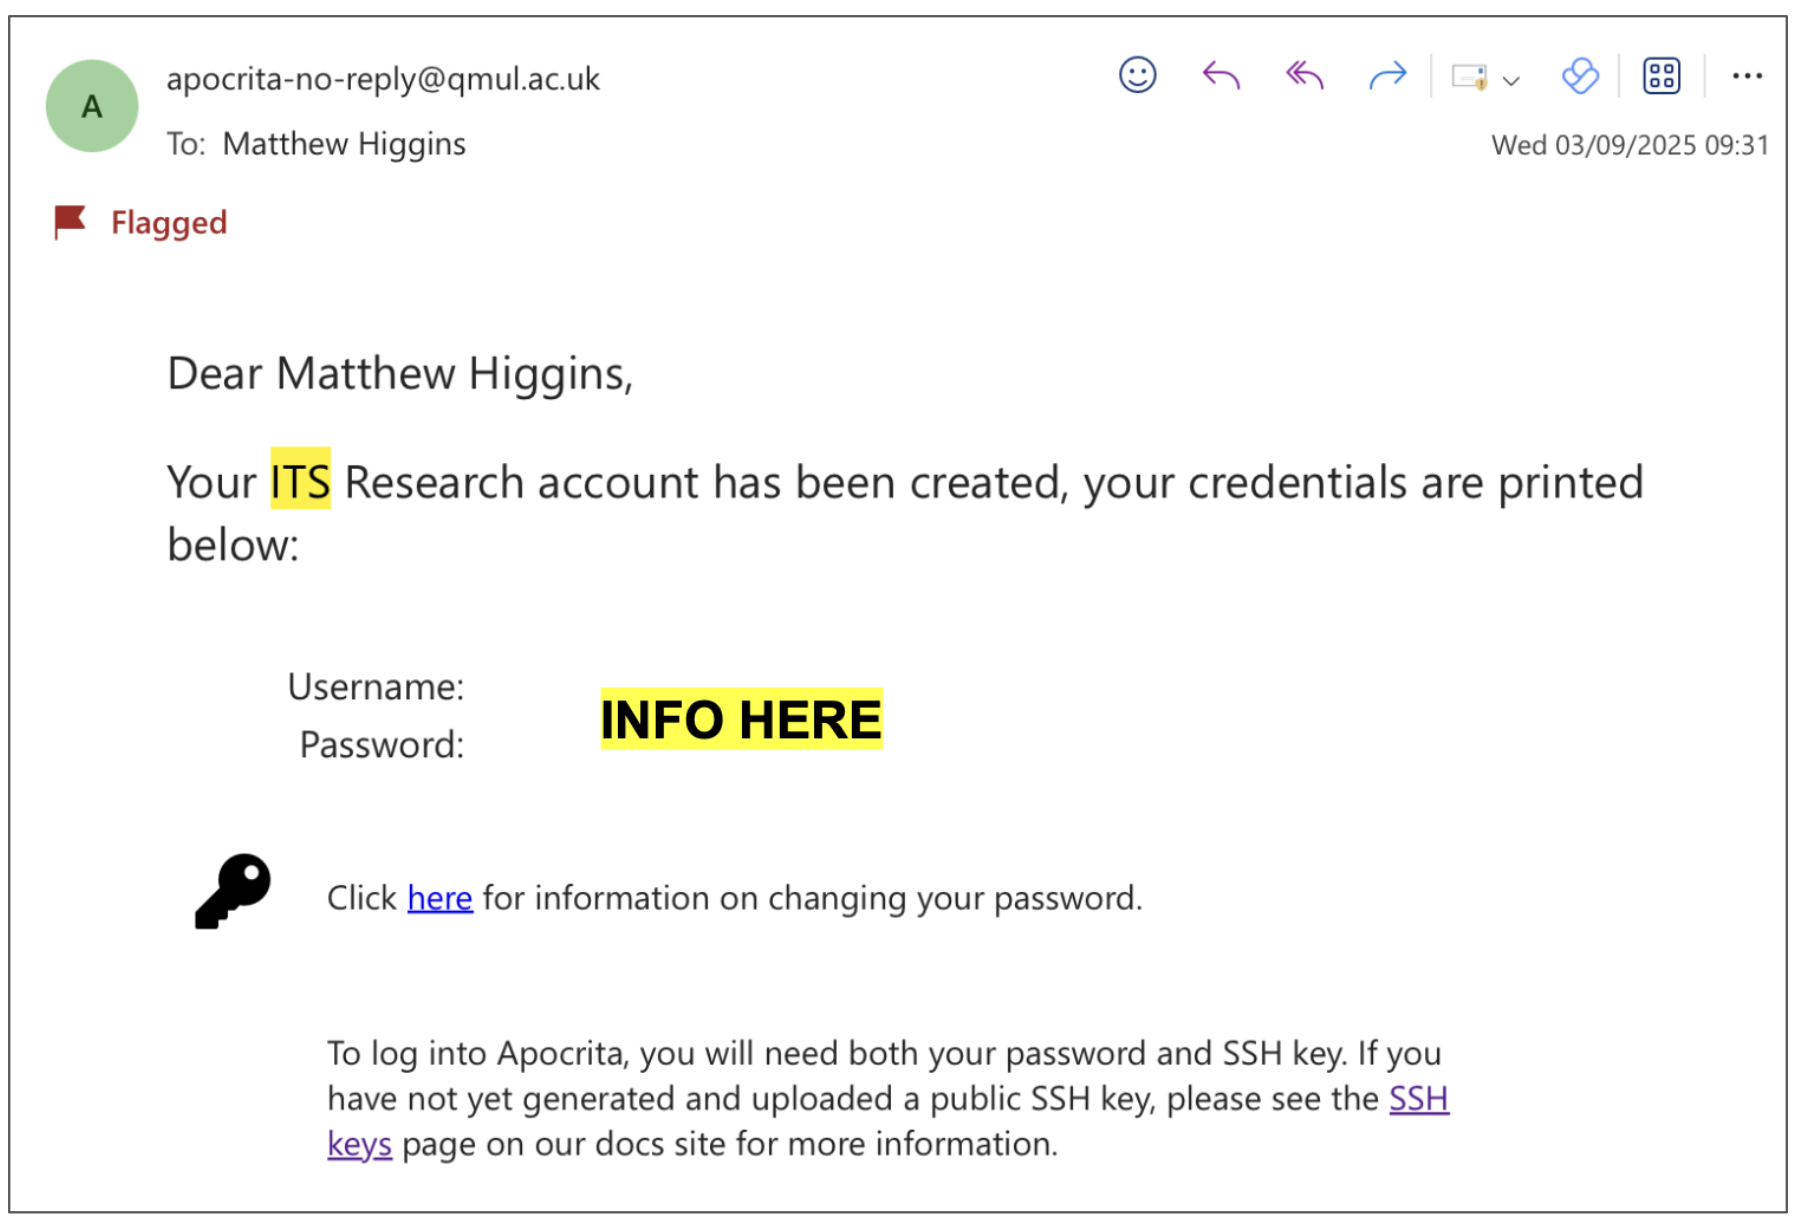 A
apocrita-no-reply@qmul.ac.uk
To: Matthew Higgins
Wed 03/09/2025 09:31
Flagged
Dear Matthew Higgins,
Your ITS Research account has been created, your credentials are printed
below:
Username:
Password:
INFO HERE
Click here for information on changing your password.
To log into Apocrita, you will need both your password and SSH key. If you
have not yet generated and uploaded a public SSH key, please see the SSH
keys page on our docs site for more information.